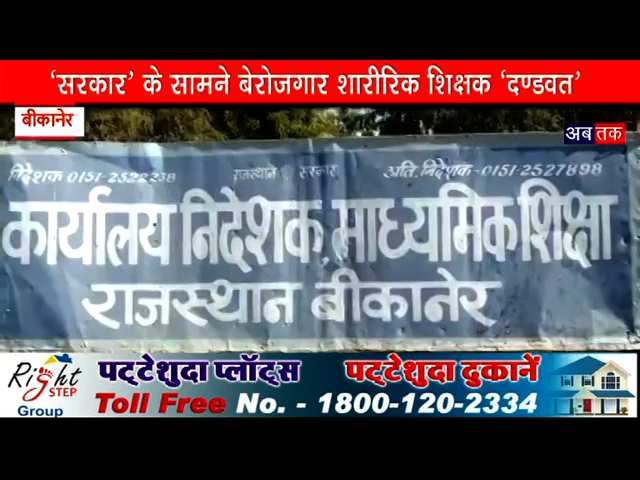 ‘सरकार’ के सामने बेरोजगार शारीरिक शिक्षक ‘दण्डवत’
बीकानेर
अब तक
निदेशक 0151-2522238 राजस्थान सरकार अति. निदेशक-0151-2527898
कार्यालय निदेशक, माध्यमिक शिक्षा
राजस्थान बीकानेर
Right STEP Group
पट्टेशुदा प्लॉट्स पट्टेशुदा दुकानें
Toll Free No. - 1800-120-2334